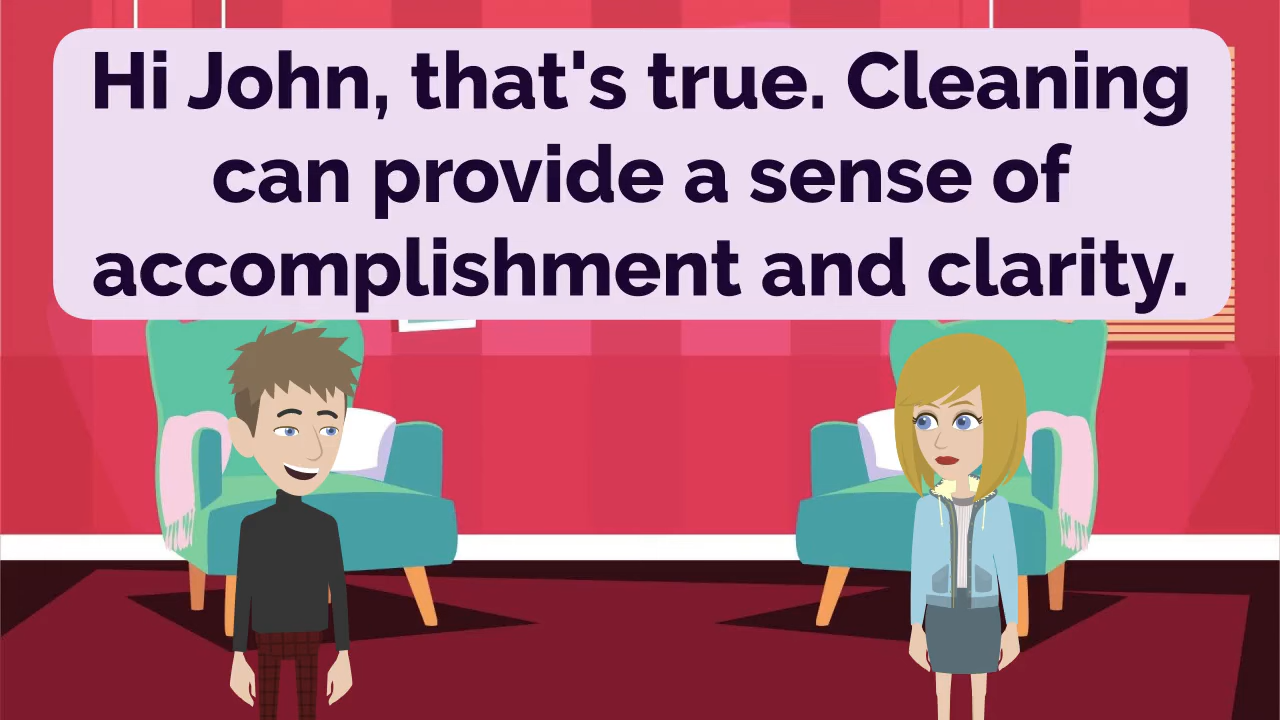 Hi John, that's true. Cleaning
can provide a sense of
accomplishment and clarity.